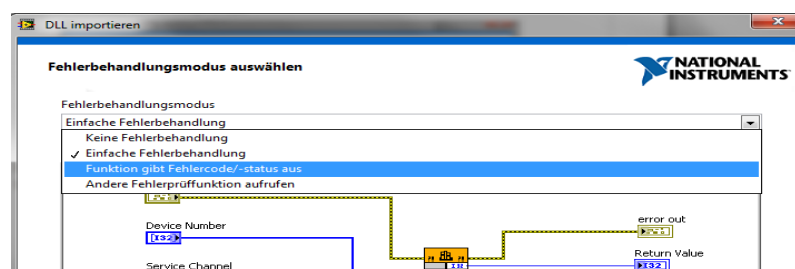 DLL importieren
Fehlerbehandlungsmodus auswählen
NATIONAL
INSTRUMENTS
Fehlerbehandlungsmodus
Einfache Fehlerbehandlung
Keine Fehlerbehandlung
✓ Einfache Fehlerbehandlung
Funktion gibt Fehlercode/-status aus
Andere Fehlerprüffunktion aufrufen
Device Number
I32
error out
Return Value
I32
Service Channel